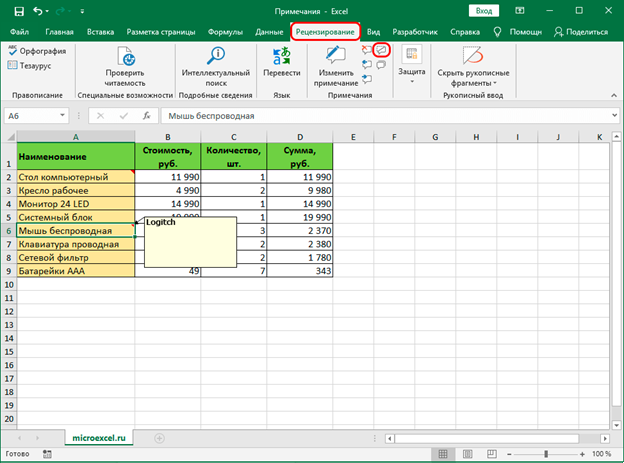 Примечания - Excel
Вход
Файл Главная Вставка Разметка страницы Формулы Данные Рецензирование Вид Разработчик Справка Помощн Поделиться
ABC Орфография
Тезаурус
Правописание
Проверить читаемость
Специальные возможности
Интеллектуальный поиск
Подробные сведения
Перевести
Язык
Изменить примечание
Примечания
Защита
Скрыть рукописные фрагменты
Рукописный ввод
A6 fx Мышь беспроводная
A B C D E F G H I J K
1 Наименование Стоимость, руб. Количество, шт. Сумма, руб.
2 Стол компьютерный 11 990 1 11 990
3 Кресло рабочее 4 990 2 9 980
4 Монитор 24 LED 14 990 1 14 990
5 Системный блок 19 990 1 19 990
Logitch
6 Мышь беспроводная 3 2 370
7 Клавиатура проводная 2 2 380
8 Сетевой фильтр 2 1 780
9 Батарейки ААА 49 7 343
10
11
12
13
14
15
16
17
18
19
20
microexcel.ru
Готово
100 %